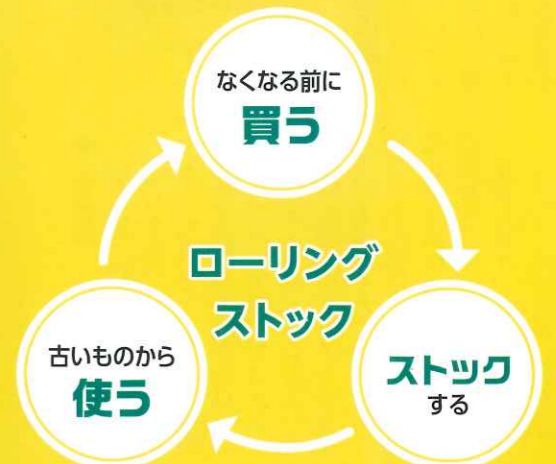 なくなる前に
買う
ローリング
ストック
ストック
する
古いものから
使う